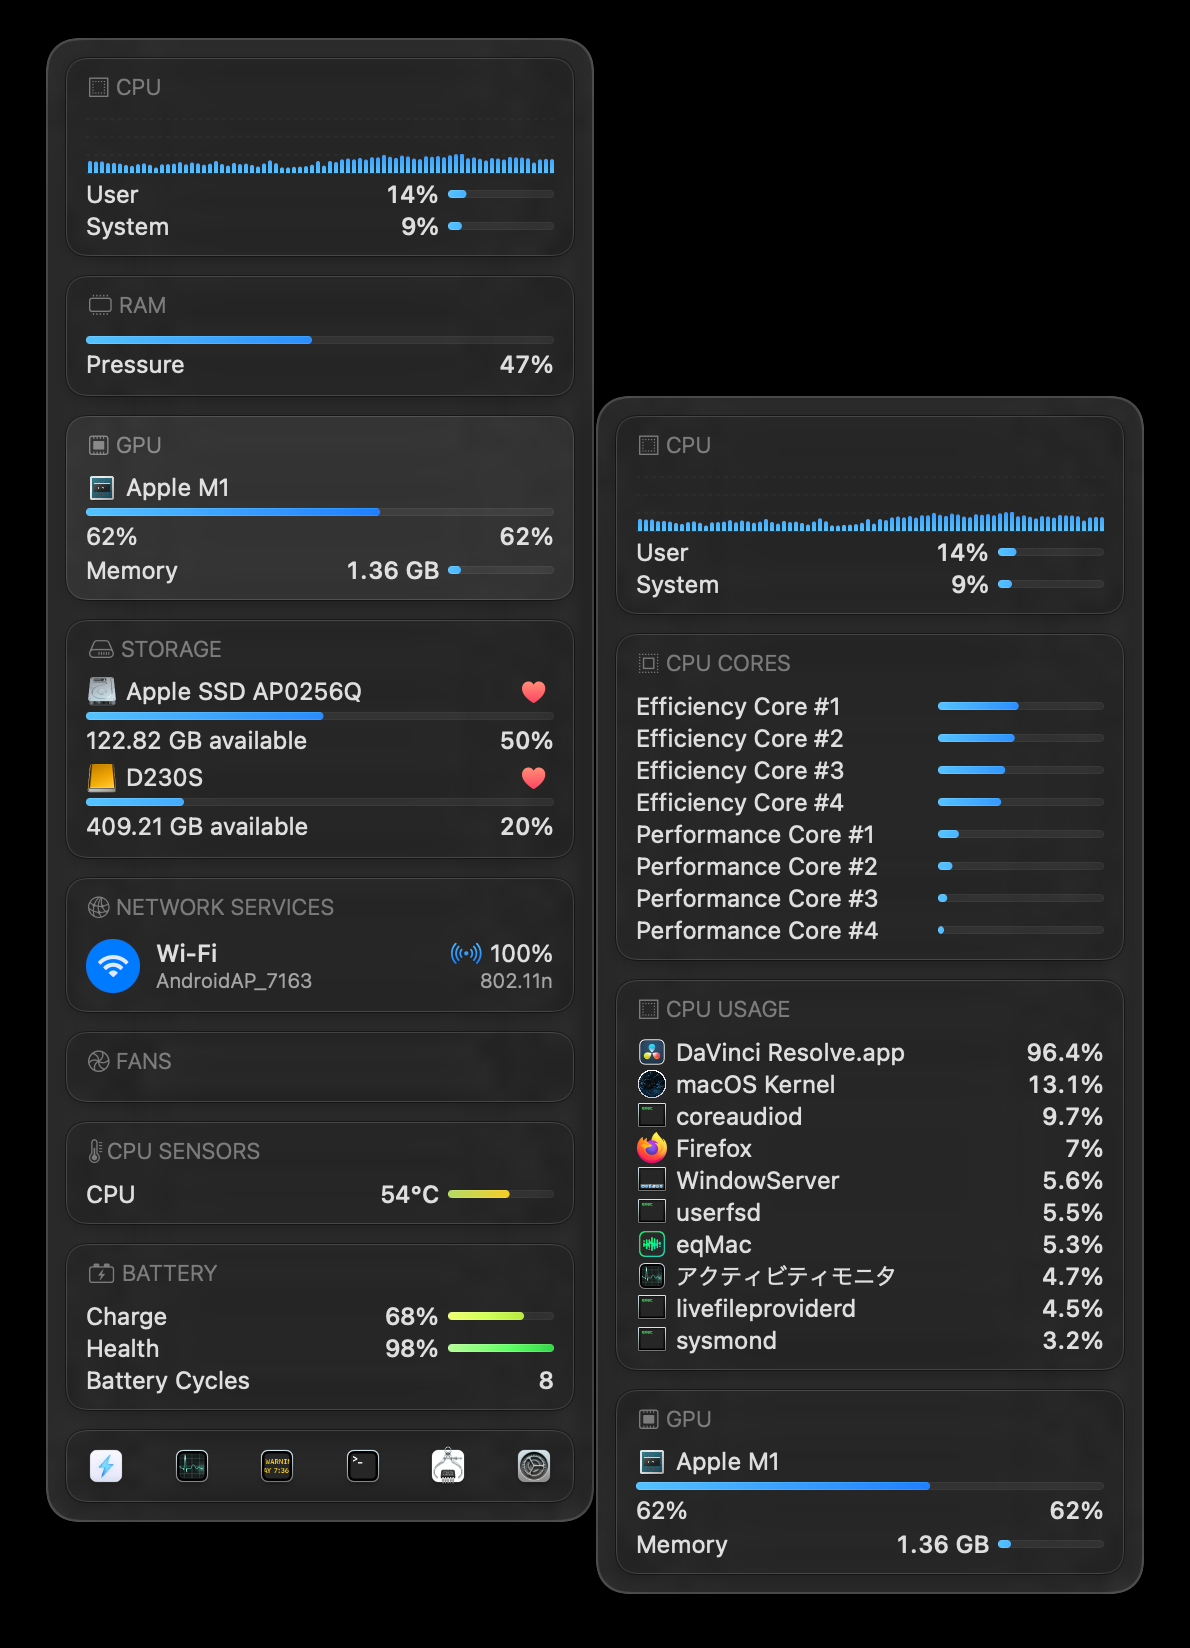 CPU
User 14%
System 9%
RAM
Pressure 47%
GPU
Apple M1
62% 62%
Memory 1.36 GB
STORAGE
Apple SSD AP0256Q
122.82 GB available 50%
D230S
409.21 GB available 20%
NETWORK SERVICES
Wi-Fi 100%
AndroidAP_7163 802.11n
FANS
CPU SENSORS
CPU 54°C
BATTERY
Charge 68%
Health 98%
Battery Cycles 8
WARNI
AY 7:36
CPU
User 14%
System 9%
CPU CORES
Efficiency Core #1
Efficiency Core #2
Efficiency Core #3
Efficiency Core #4
Performance Core #1
Performance Core #2
Performance Core #3
Performance Core #4
CPU USAGE
DaVinci Resolve.app 96.4%
macOS Kernel 13.1%
coreaudiod 9.7%
Firefox 7%
WindowServer 5.6%
userfsd 5.5%
eqMac 5.3%
アクティビティモニタ 4.7%
livefileproviderd 4.5%
sysmond 3.2%
GPU
Apple M1
62% 62%
Memory 1.36 GB